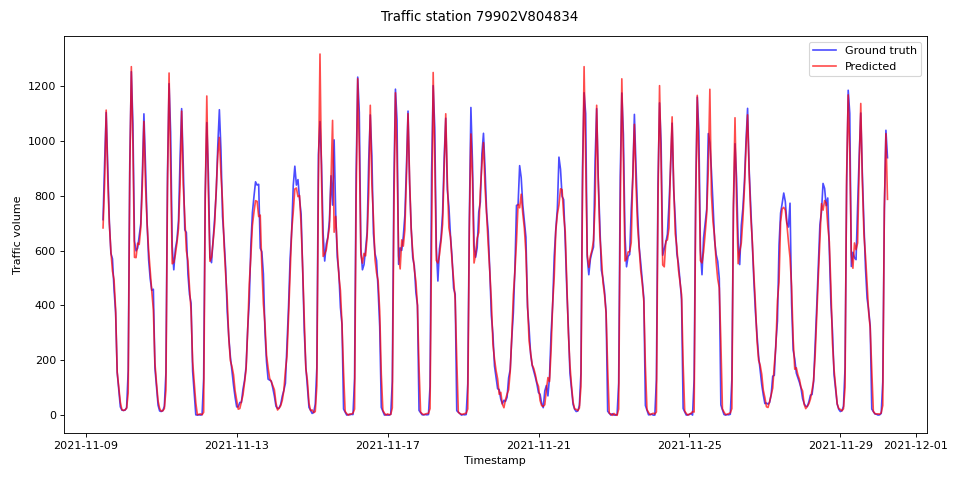 Traffic station 79902V804834
Ground truth
Predicted
Traffic volume
1200
1000
800
600
400
200
0
2021-11-09
2021-11-13
2021-11-17
2021-11-21
2021-11-25
2021-11-29
2021-12-01
Timestamp